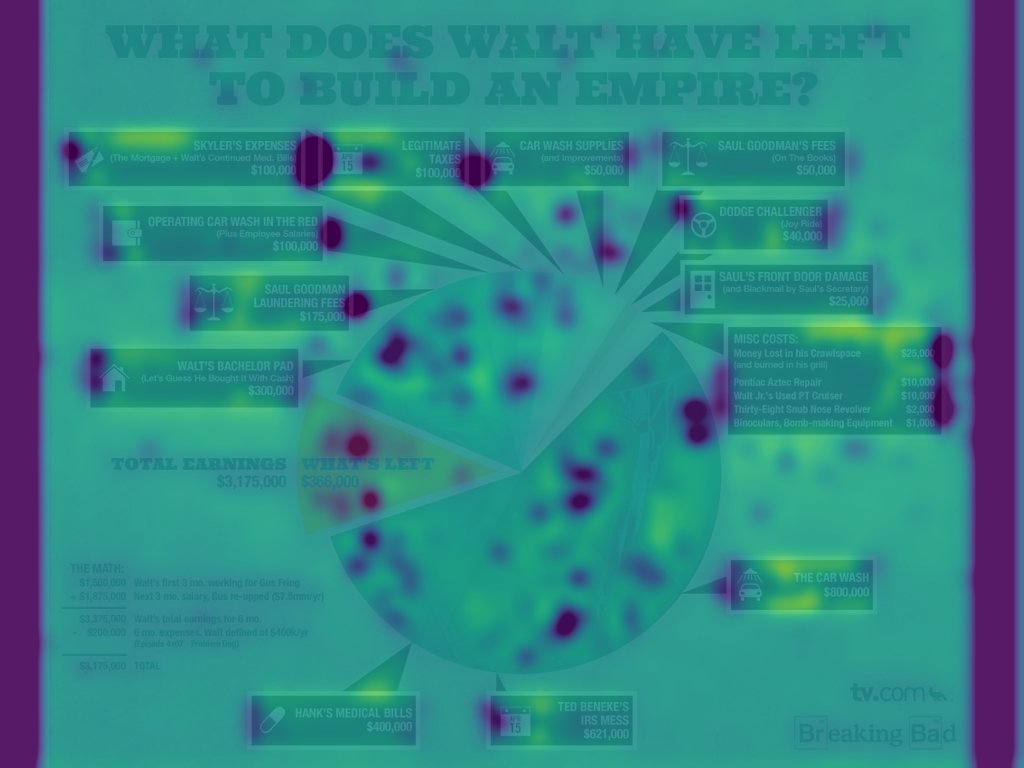 WHAT DOES WALT HAVE LEFT
TO BUILD AN EMPIRE?
SKYLER'S EXPENSES
(The Mortgage + Walt's Continued Med. Bills
$100,000
APR
15
LEGITIMATE
TAXES
$100,000
CAR WASH SUPPLIES
(and improvements)
$50,000
SAUL GOODMAN'S FEES
(On The Books)
$50,000
OPERATING CAR WASH IN THE RED
(Plus Employee Salaries)
$100,000
DODGE CHALLENGER
(Joy Ride)
$40,000
SAUL GOODMAN
LAUNDERING FEES
$175,000
SAUL'S FRONT DOOR DAMAGE
(and Blackmail by Saul's Secretary)
$25,000
WALT'S BACHELOR PAD
(Let's Guess He Bought It With Cash)
$300,000
MISC COSTS:
Money Lost in his Crawlspace $25,000
(and burned in his grill)
Pontiac Aztec Repair $10,000
Walt Jr.'s Used PT Cruiser $10,000
Thirty-Eight Snub Nose Revolver $2,000
Binoculars, Bomb-making Equipment $1,000
TOTAL EARNINGS
$3,175,000
WHAT'S LEFT
$366,000
THE MATH:
Walt's first 3 mo. working for Gus Fring
+ $1,875,000 Next 3 mo. salary, Gus re-upped ($7.5mm/yr)
$3,375,000 Walt's total earnings for 6 mo.
- 6 mo. expenses. Walt defined at $400k/yr
$3,175,000 TOTAL
THE CAR WASH
$800,000
HANK'S MEDICAL BILLS
$400,000
APR
15
TED BENEKE'S
IRS MESS
$621,000
tv.com
Breaking Bad